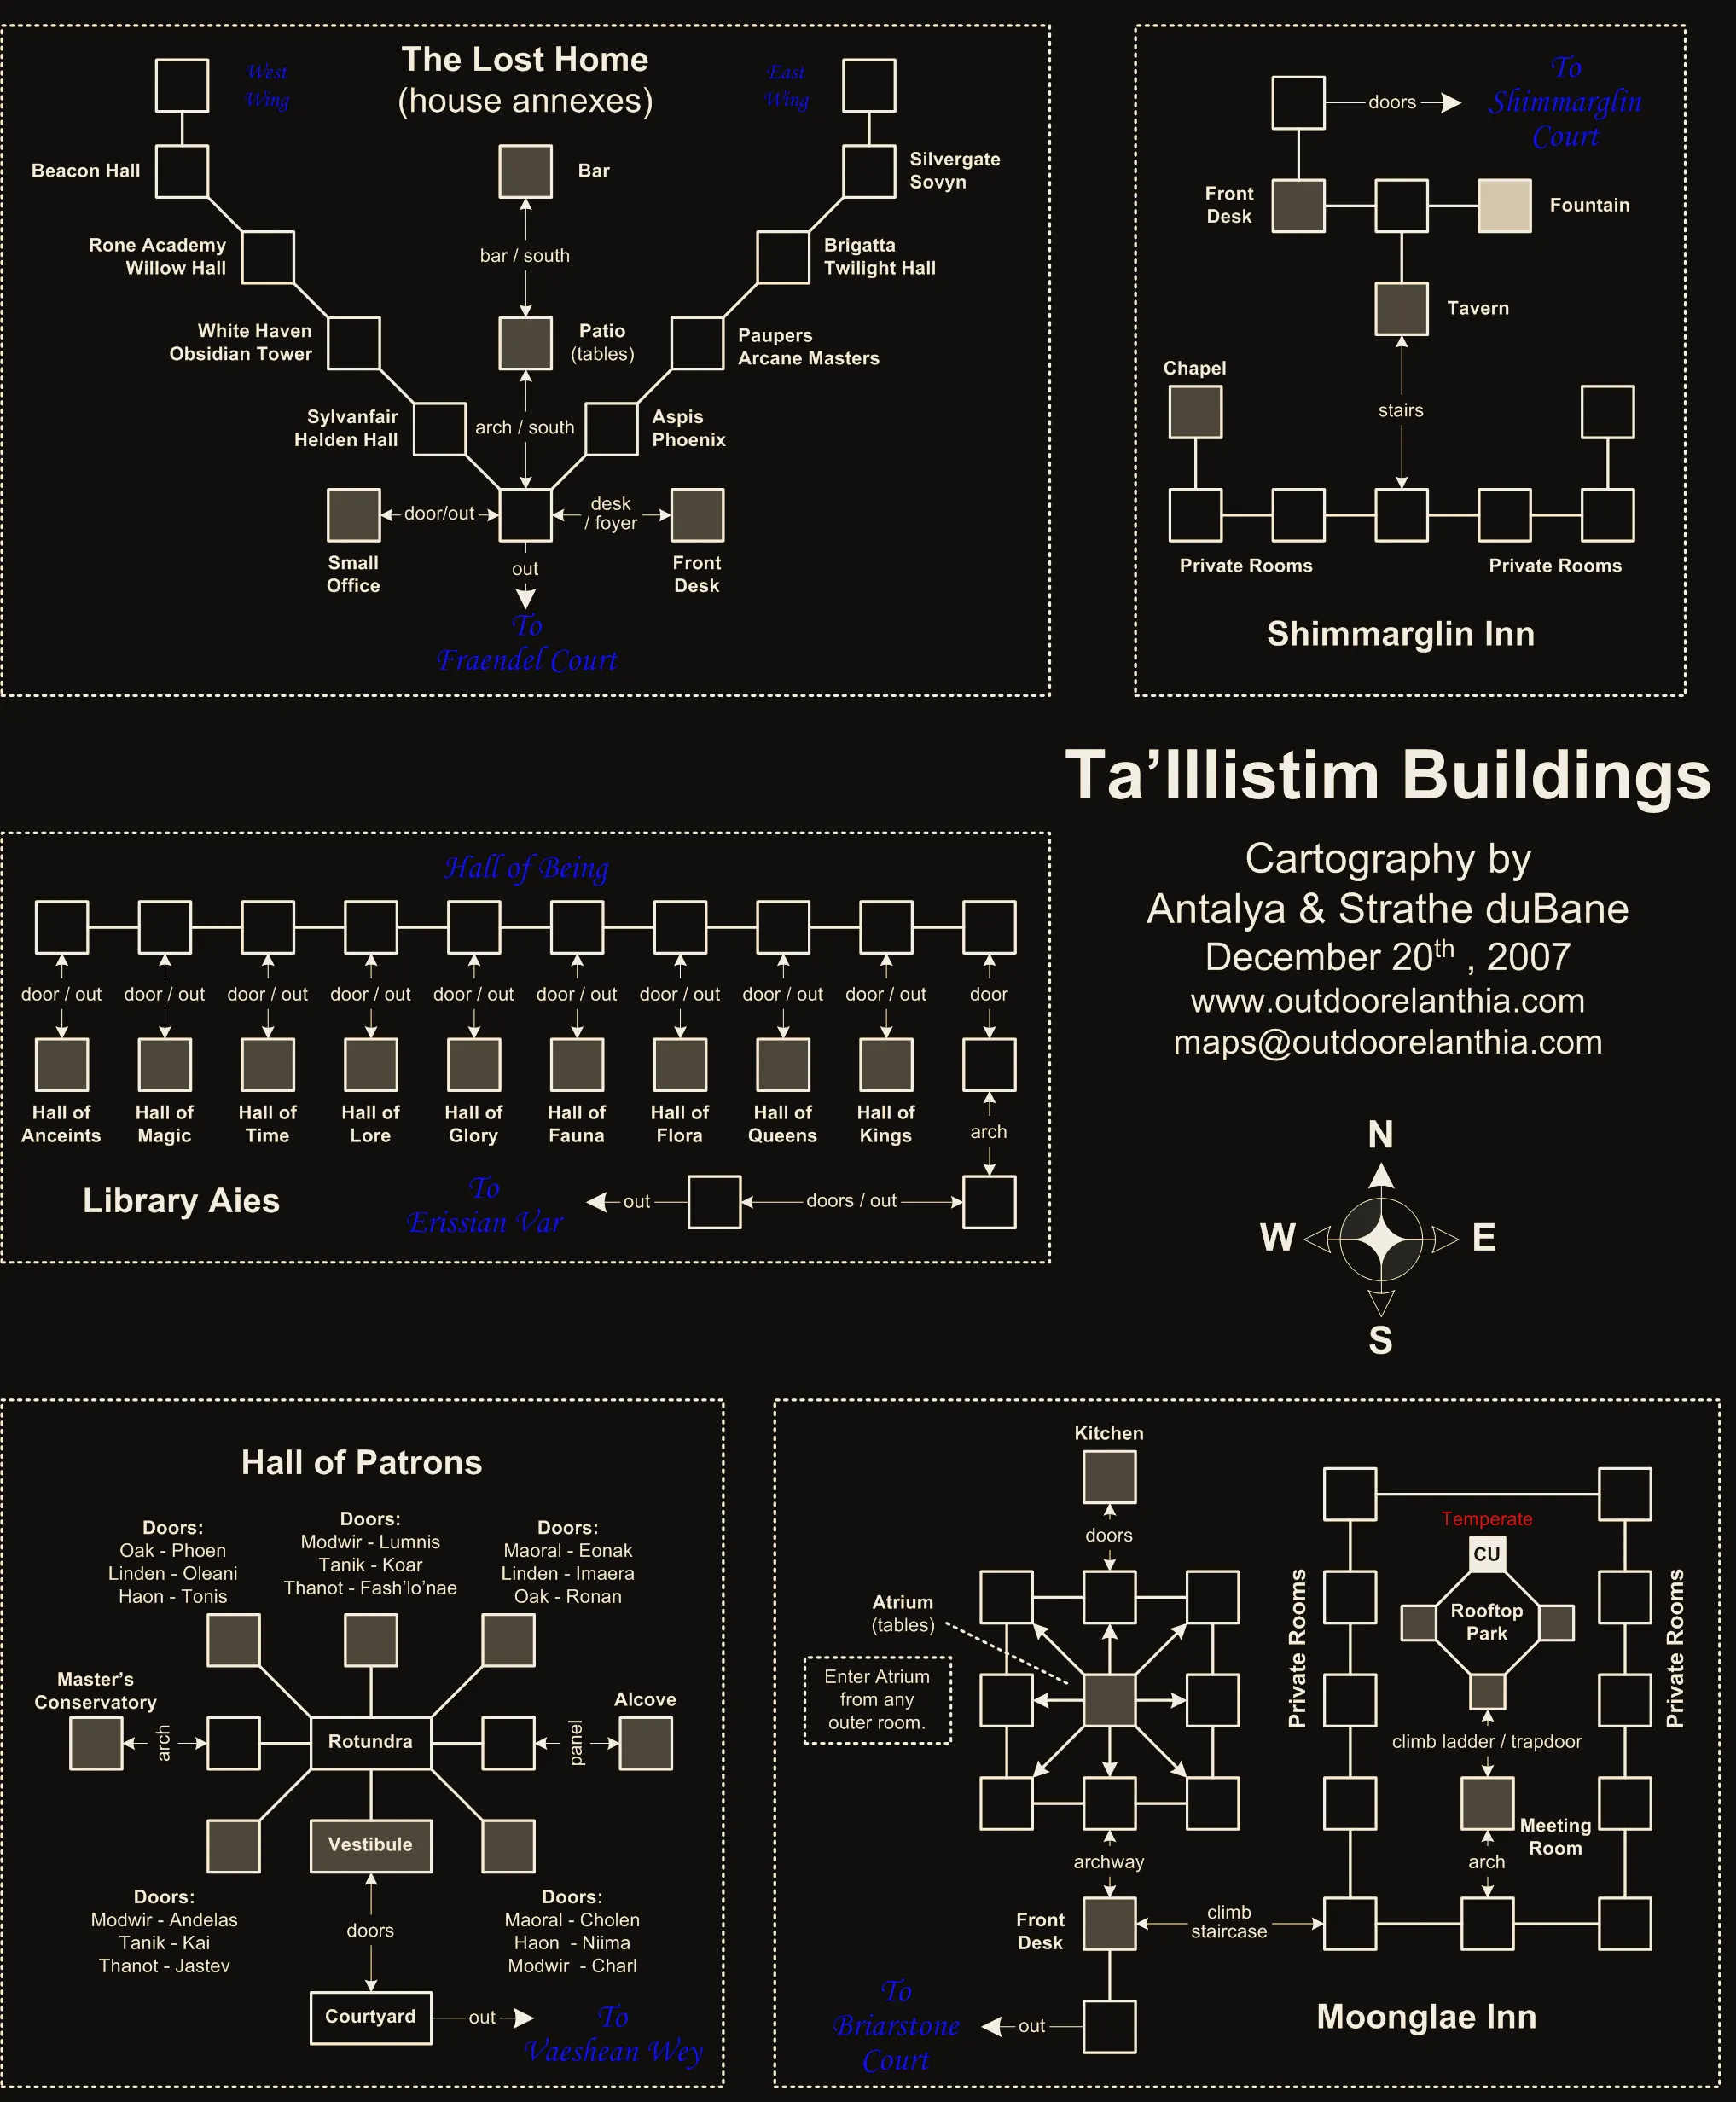 The Lost Home
(house annexes)
West
Wing
East
Wing
Beacon Hall
Bar
Silvergate
Sovyn
Rone Academy
Willow Hall
bar / south
Brigatta
Twilight Hall
White Haven
Obsidian Tower
Patio
(tables)
Paupers
Arcane Masters
Sylvanfair
Helden Hall
arch / south
Aspis
Phoenix
door/out
desk
/ foyer
Small
Office
out
Front
Desk
To
Fraendel Court
doors
To
Shimmarglin
Court
Front
Desk
Fountain
Tavern
Chapel
stairs
Private Rooms
Private Rooms
Shimmarglin Inn
Ta’Illistim Buildings
Cartography by
Antalya & Strathe duBane
December 20th , 2007
www.outdoorelanthia.com
maps@outdoorelanthia.com
N
W
E
S
Hall of Being
door / out
door / out
door / out
door / out
door / out
door / out
door / out
door / out
door / out
door
Hall of
Anceints
Hall of
Magic
Hall of
Time
Hall of
Lore
Hall of
Glory
Hall of
Fauna
Hall of
Flora
Hall of
Queens
Hall of
Kings
arch
Library Aies
To
Erissian Var
out
doors / out
Hall of Patrons
Doors:
Oak - Phoen
Linden - Oleani
Haon - Tonis
Doors:
Modwir - Lumnis
Tanik - Koar
Thanot - Fash’lo’nae
Doors:
Maoral - Eonak
Linden - Imaera
Oak - Ronan
Master’s
Conservatory
arch
Rotundra
panel
Alcove
Vestibule
Doors:
Modwir - Andelas
Tanik - Kai
Thanot - Jastev
doors
Doors:
Maoral - Cholen
Haon - Niima
Modwir - Charl
Courtyard
out
To
Vaeshean Wey
Kitchen
doors
Atrium
(tables)
Enter Atrium
from any
outer room.
archway
Front
Desk
climb
staircase
To
Briarstone
Court
out
Private Rooms
Temperate
CU
Rooftop
Park
climb ladder / trapdoor
Meeting
Room
arch
Private Rooms
Moonglae Inn